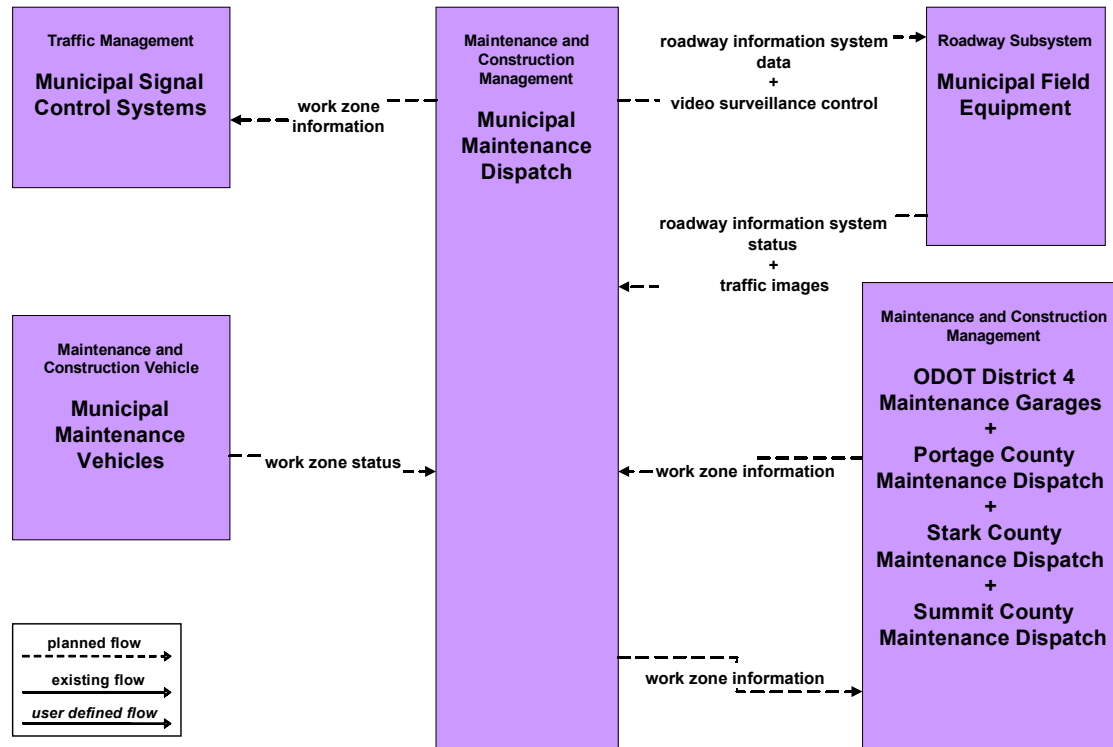 Traffic Management
Municipal Signal
Control Systems
work zone
information
Maintenance and
Construction
Management
Municipal
Maintenance
Dispatch
roadway information system
data
+
video surveillance control
Roadway Subsystem
Municipal Field
Equipment
roadway information system
status
+
traffic images
Maintenance and
Construction Vehicle
Municipal
Maintenance
Vehicles
work zone status
work zone information
Maintenance and Construction
Management
ODOT District 4
Maintenance Garages
+
Portage County
Maintenance Dispatch
+
Stark County
Maintenance Dispatch
+
Summit County
Maintenance Dispatch
work zone information
planned flow
existing flow
user defined flow